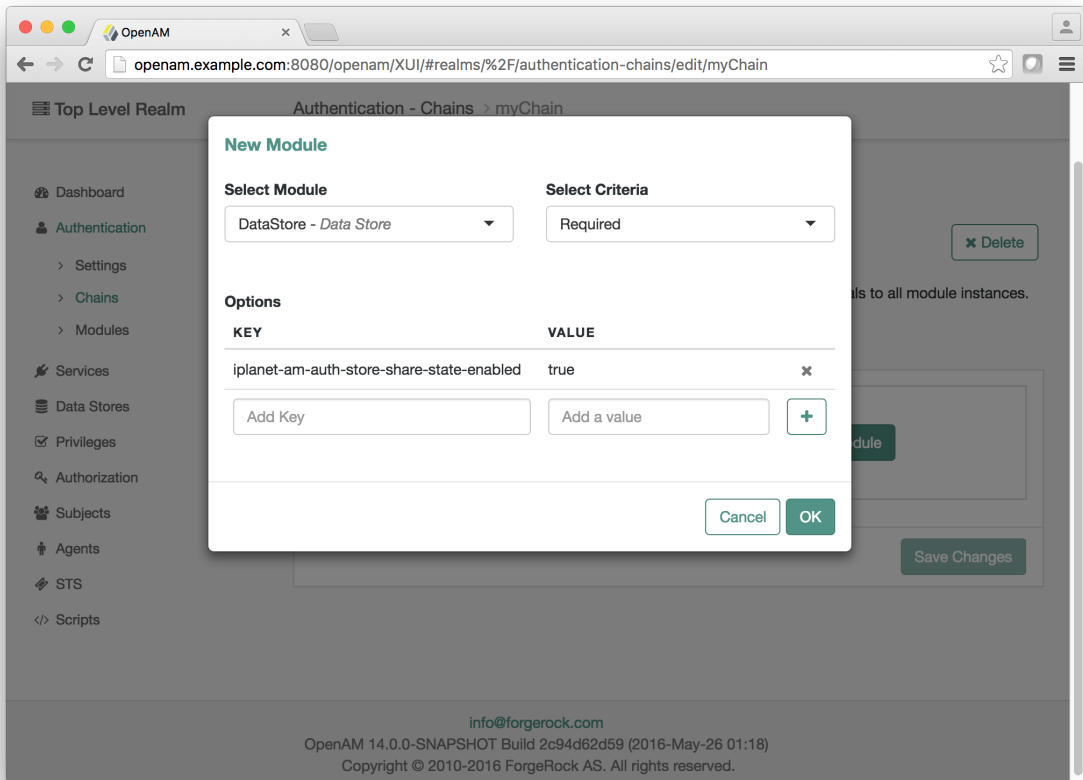 OpenAM
openam.example.com:8080/openam/XUI/#realms/%2F/authentication-chains/edit/myChain
Top Level Realm
Authentication - Chains > myChain
Dashboard
Authentication
Settings
Chains
Modules
Services
Data Stores
Privileges
Authorization
Subjects
Agents
STS
Scripts
New Module
Select Module Select Criteria
DataStore - Data Store Required
Options
KEY VALUE
iplanet-am-auth-store-share-state-enabled true
Add Key Add a value
Cancel OK
Delete
to all module instances.
Save Changes
info@forgerock.com
OpenAM 14.0.0-SNAPSHOT Build 2c94d62d59 (2016-May-26 01:18)
Copyright © 2010-2016 ForgeRock AS. All rights reserved.